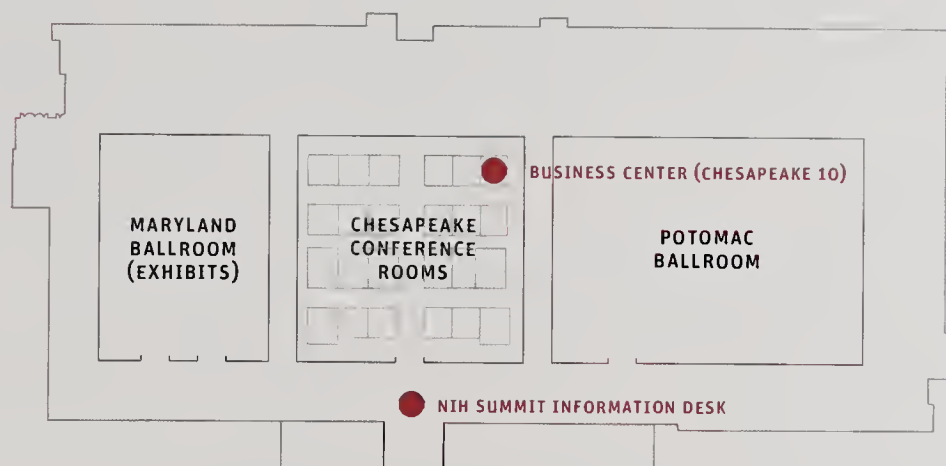 BUSINESS CENTER (CHESAPEAKE 10)
MARYLAND
BALLROOM
(EXHIBITS)
CHESAPEAKE
CONFERENCE
ROOMS
POTOMAC
BALLROOM
NIH SUMMIT INFORMATION DESK